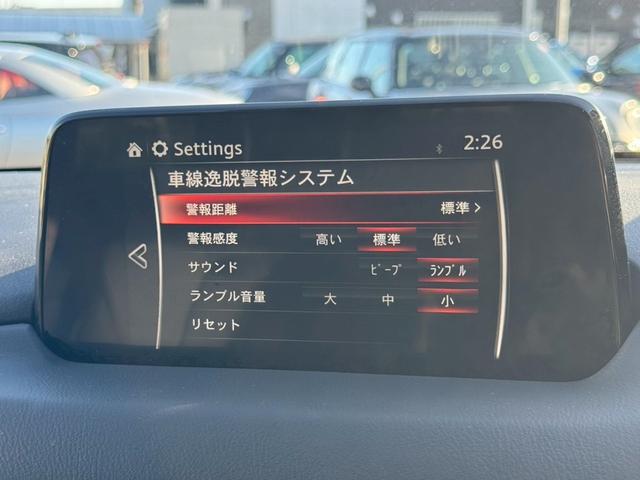 Settings 2:26
車線逸脱警報システム
警報距離 標準
警報感度 高い 標準 低い
サウンド ﾋﾞｰﾌﾟ ﾗﾝﾌﾞﾙ
ランブル音量 大 中 小
リセット